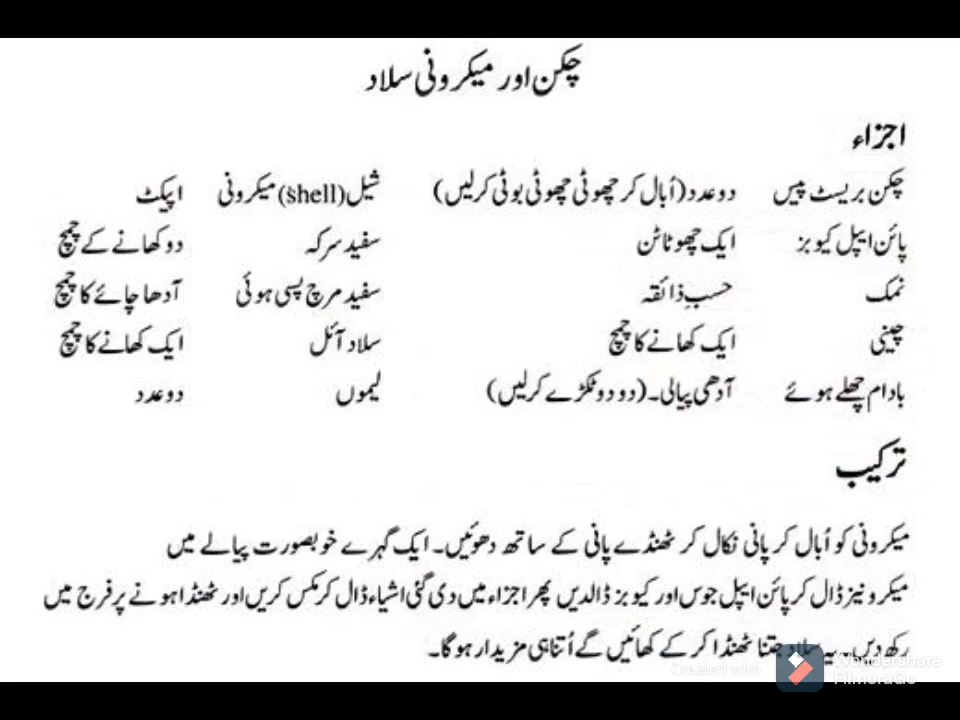 چکن اور میکرونی سلاد
اجزاء
چکن بریسٹ پیس دو عدد (اُبال کر چھوٹی چھوٹی بوٹی کرلیں) شیل (shell) میکرونی ا پیکٹ
پائن ایپل کیوبز ایک چھوٹا ٹن سفید سرکہ دو کھانے کے چمچ
نمک حسبِ ذائقہ سفید مرچ پسی ہوئی آدھا چائے کا چمچ
چینی ایک کھانے کا چمچ سلاد آئل ایک کھانے کا چمچ
بادام چھلے ہوئے آدھی پیالی۔ (دو دو ٹکڑے کرلیں) لیموں دو عدد
ترکیب
میکرونی کو اُبال کر پانی نکال کر ٹھنڈے پانی کے ساتھ دھوئیں۔ ایک گہرے خوبصورت پیالے میں
میکرونیز ڈال کر پائن ایپل جوس اور کیوبز ڈالدیں پھر اجزاء میں دی گئی اشیاء ڈال کر مکس کریں اور ٹھنڈا ہونے پر فرج میں
رکھ دیں۔ یہ سلاد جتنا ٹھنڈا کر کے کھائیں گے اُتنا ہی مزیدار ہوگا۔
Created with
Wondershare
FilmoraGo